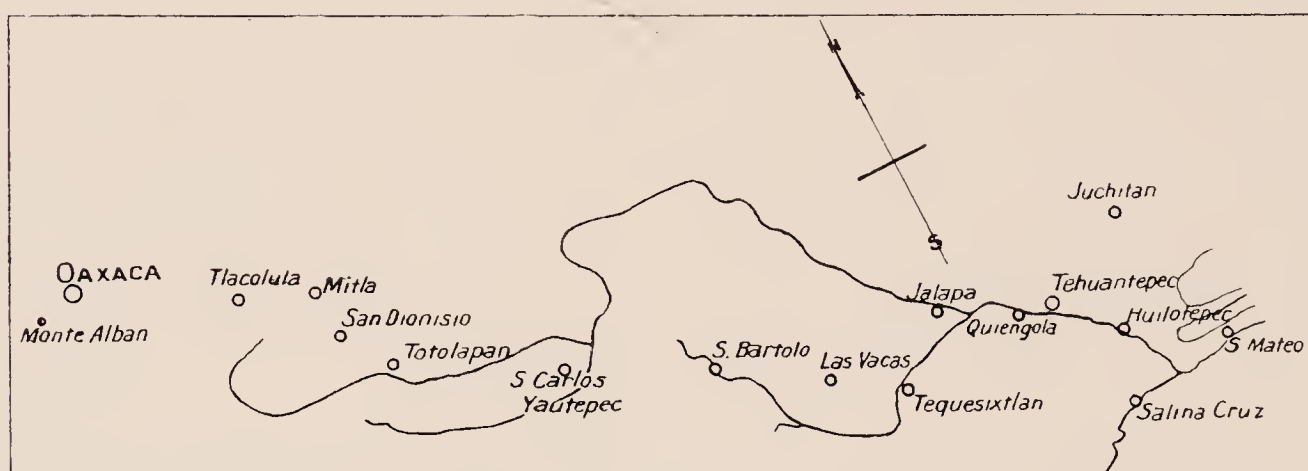 N
S
Juchitan
OAXACA
Tlacolula
Mitla
Monte Alban
San Dionisio
Totolapan
S Carlos
Yautepec
S. Bartolo
Las Vacas
Jalapa
Quiengola
Tehuantepec
Huilotepec
S Mateo
Tequesixtlan
Salina Cruz